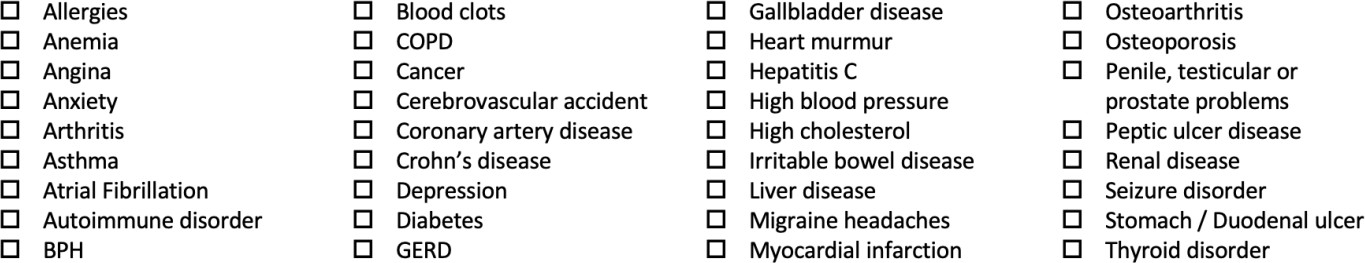 ☐ Allergies
☐ Anemia
☐ Angina
☐ Anxiety
☐ Arthritis
☐ Asthma
☐ Atrial Fibrillation
☐ Autoimmune disorder
☐ BPH
☐ Blood clots
☐ COPD
☐ Cancer
☐ Cerebrovascular accident
☐ Coronary artery disease
☐ Crohn’s disease
☐ Depression
☐ Diabetes
☐ GERD
☐ Gallbladder disease
☐ Heart murmur
☐ Hepatitis C
☐ High blood pressure
☐ High cholesterol
☐ Irritable bowel disease
☐ Liver disease
☐ Migraine headaches
☐ Myocardial infarction
☐ Osteoarthritis
☐ Osteoporosis
☐ Penile, testicular or
prostate problems
☐ Peptic ulcer disease
☐ Renal disease
☐ Seizure disorder
☐ Stomach / Duodenal ulcer
☐ Thyroid disorder